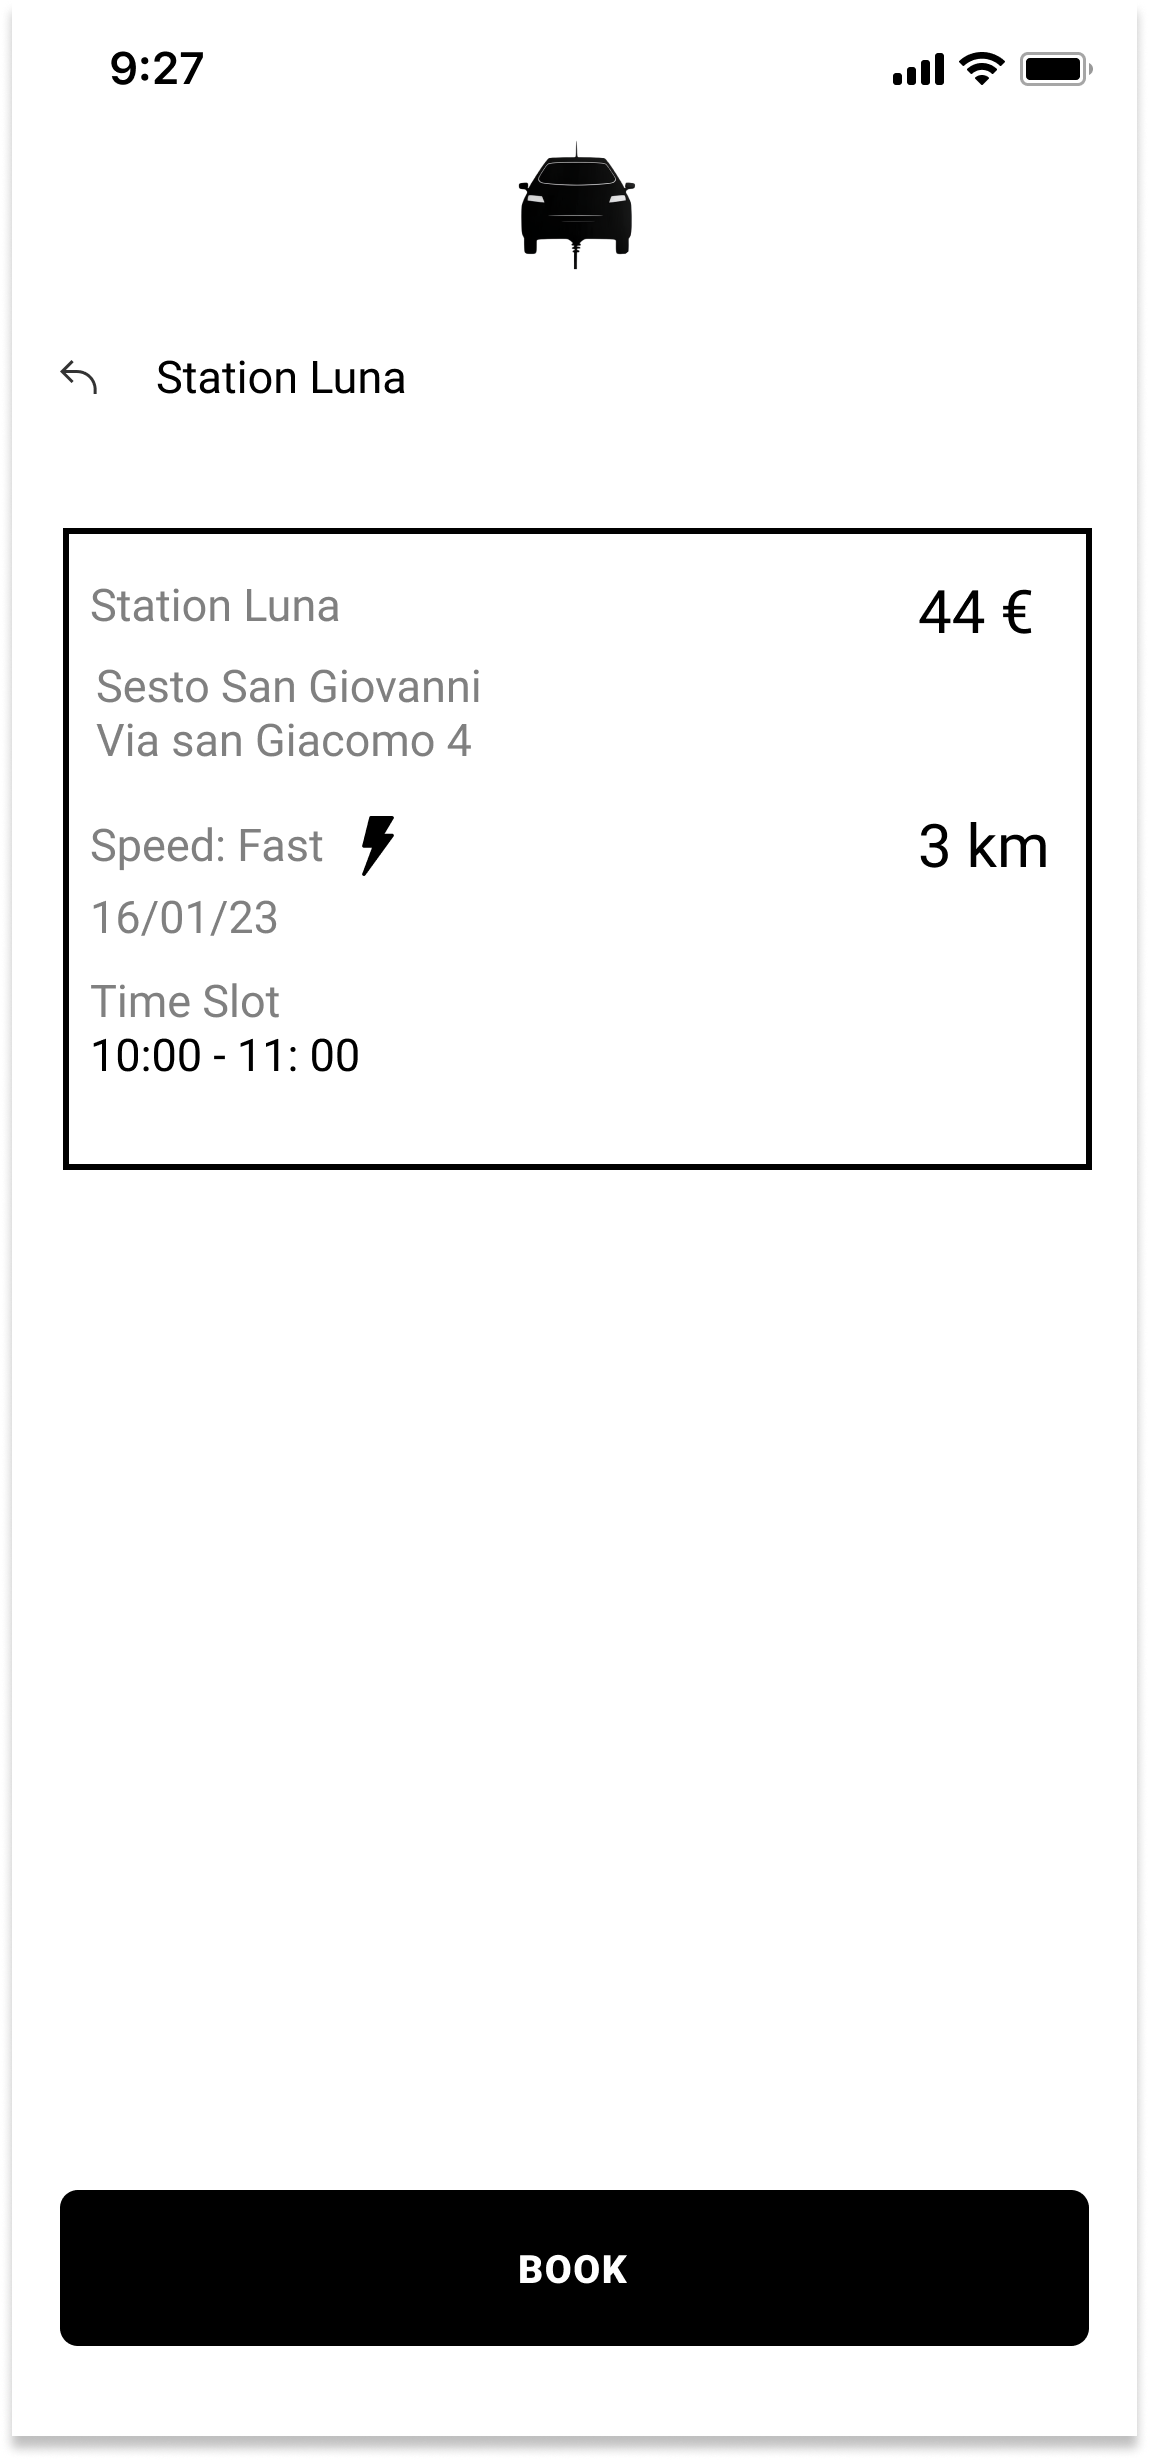 9:27
Station Luna
Station Luna
44 €
Sesto San Giovanni
Via san Giacomo 4
Speed: Fast
3 km
16/01/23
Time Slot
10:00 - 11: 00
BOOK